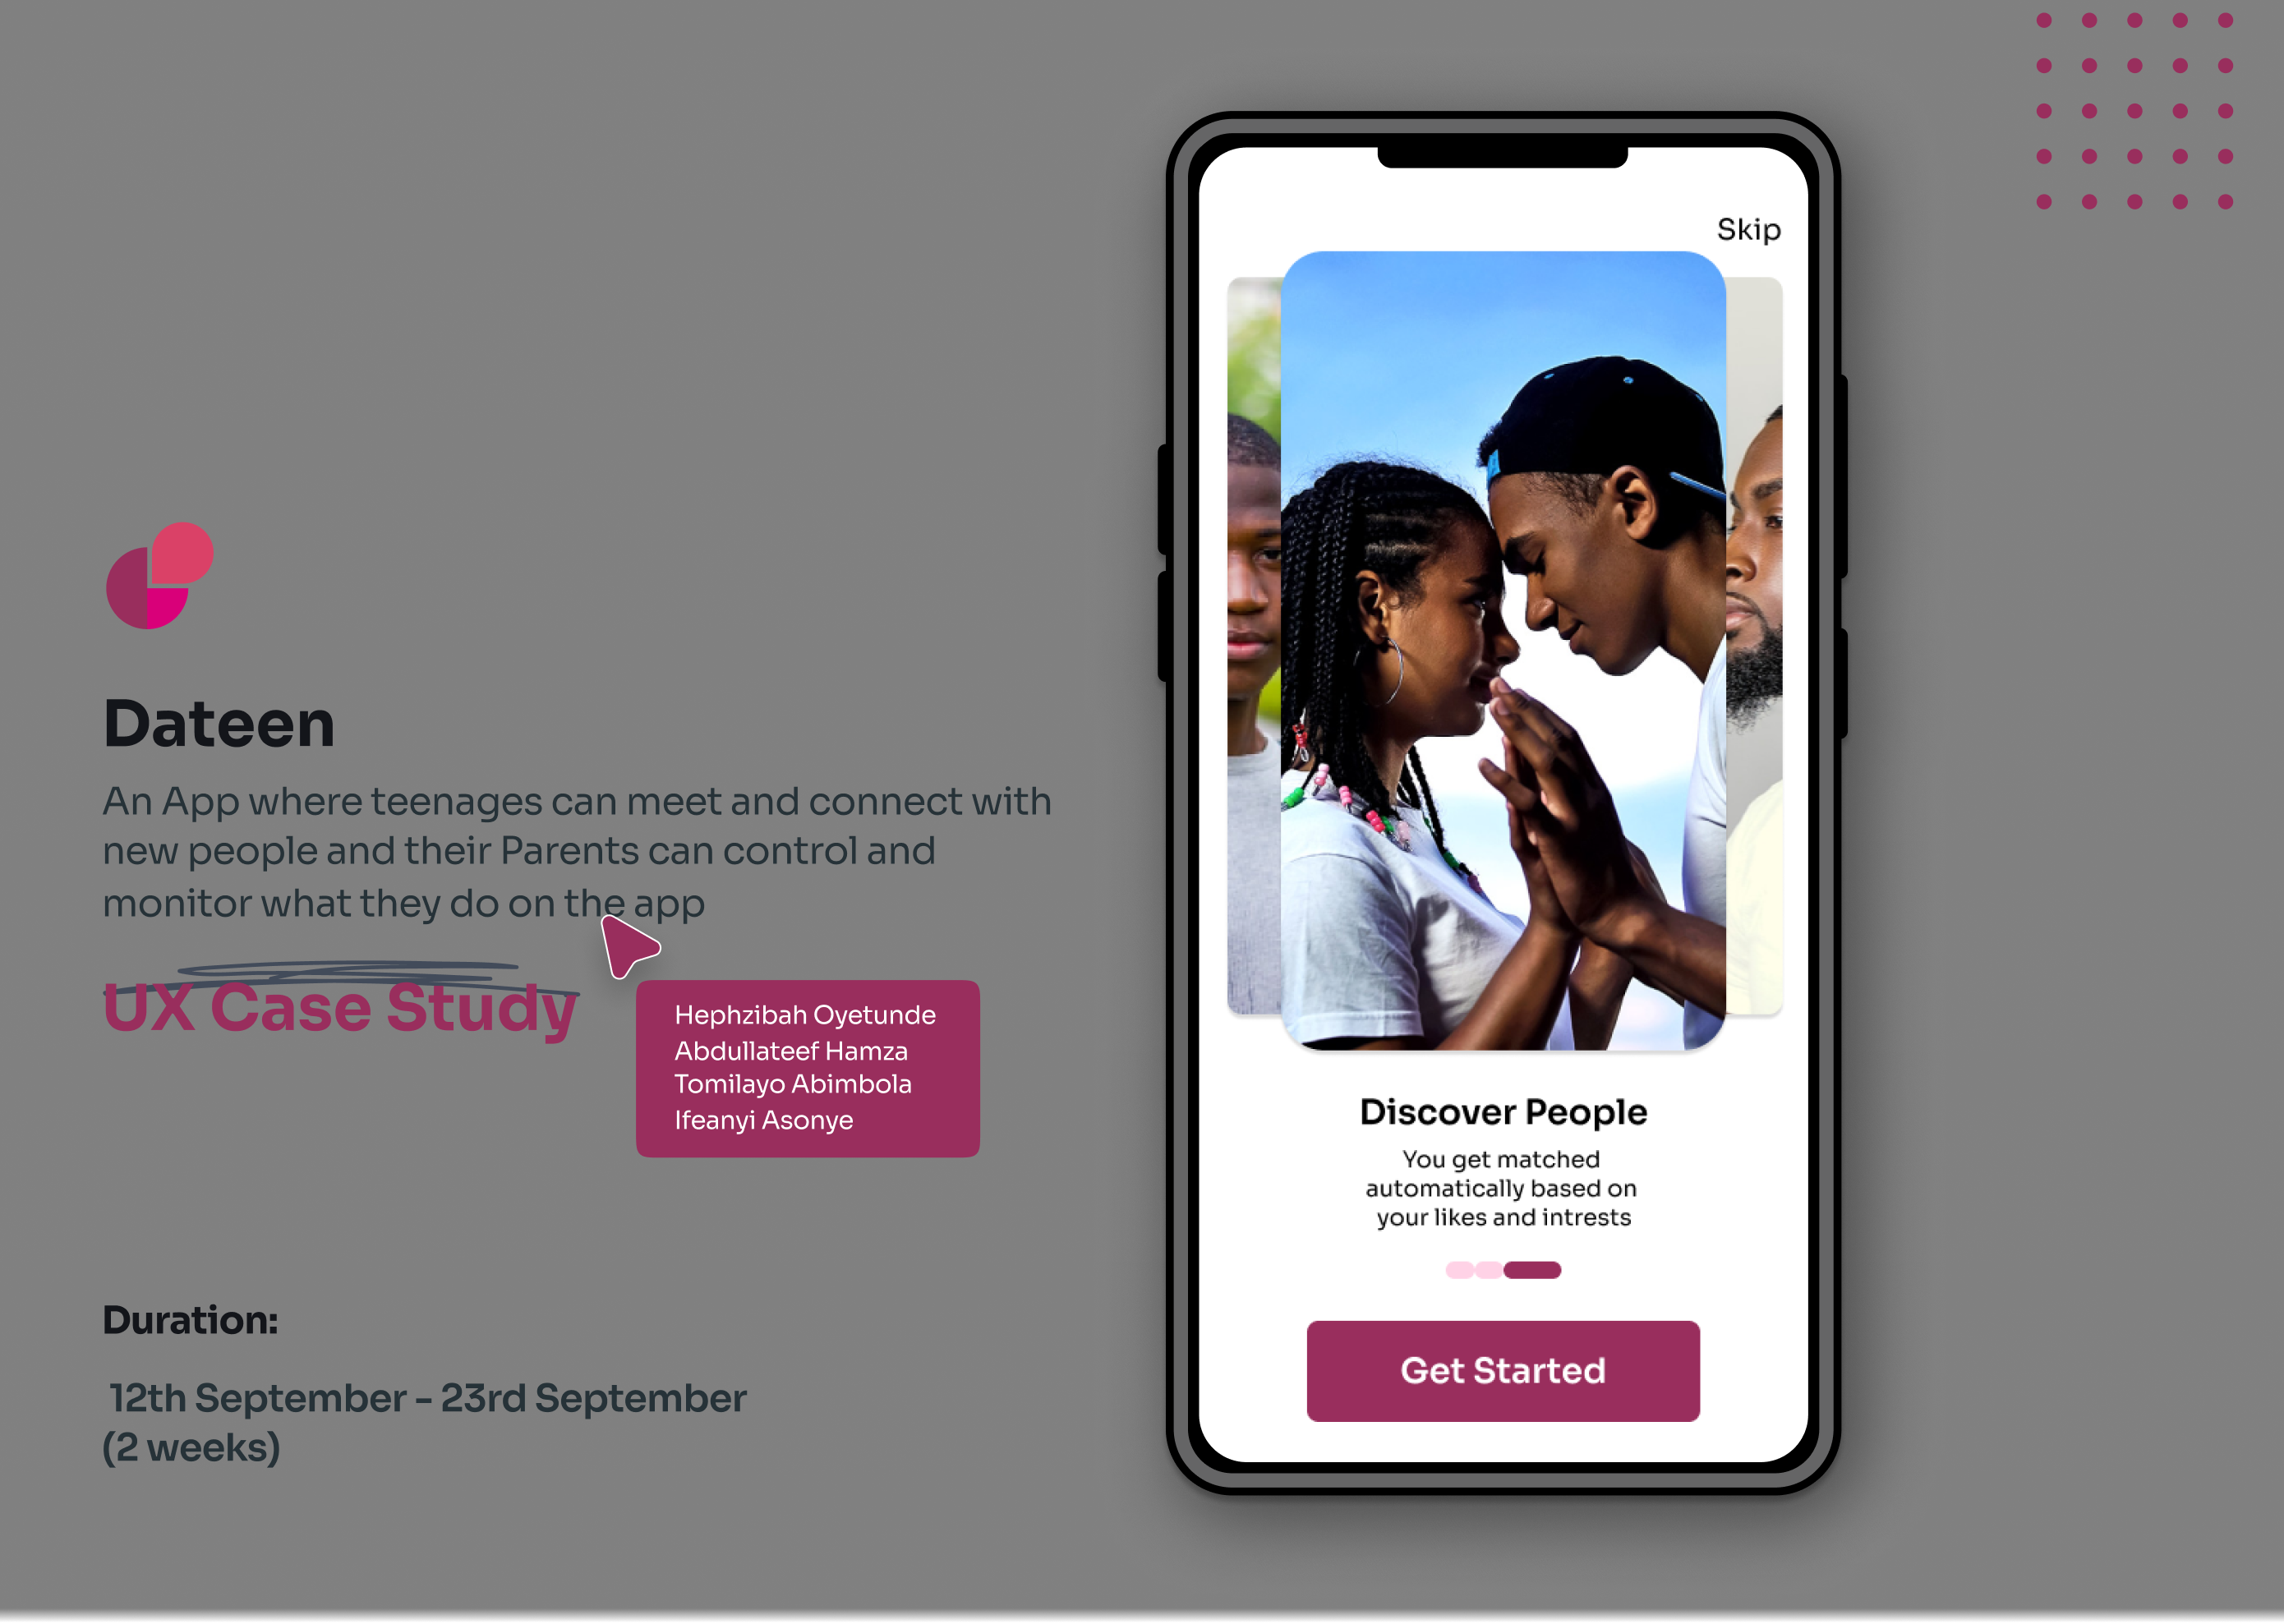 Dateen
An App where teenages can meet and connect with
new people and their Parents can control and
monitor what they do on the app
UX Case Study
Hephzibah Oyetunde
Abdullateef Hamza
Tomilayo Abimbola
Ifeanyi Asonye
Duration:
12th September - 23rd September
(2 weeks)
Skip
Discover People
You get matched
automatically based on
your likes and intrests
Get Started